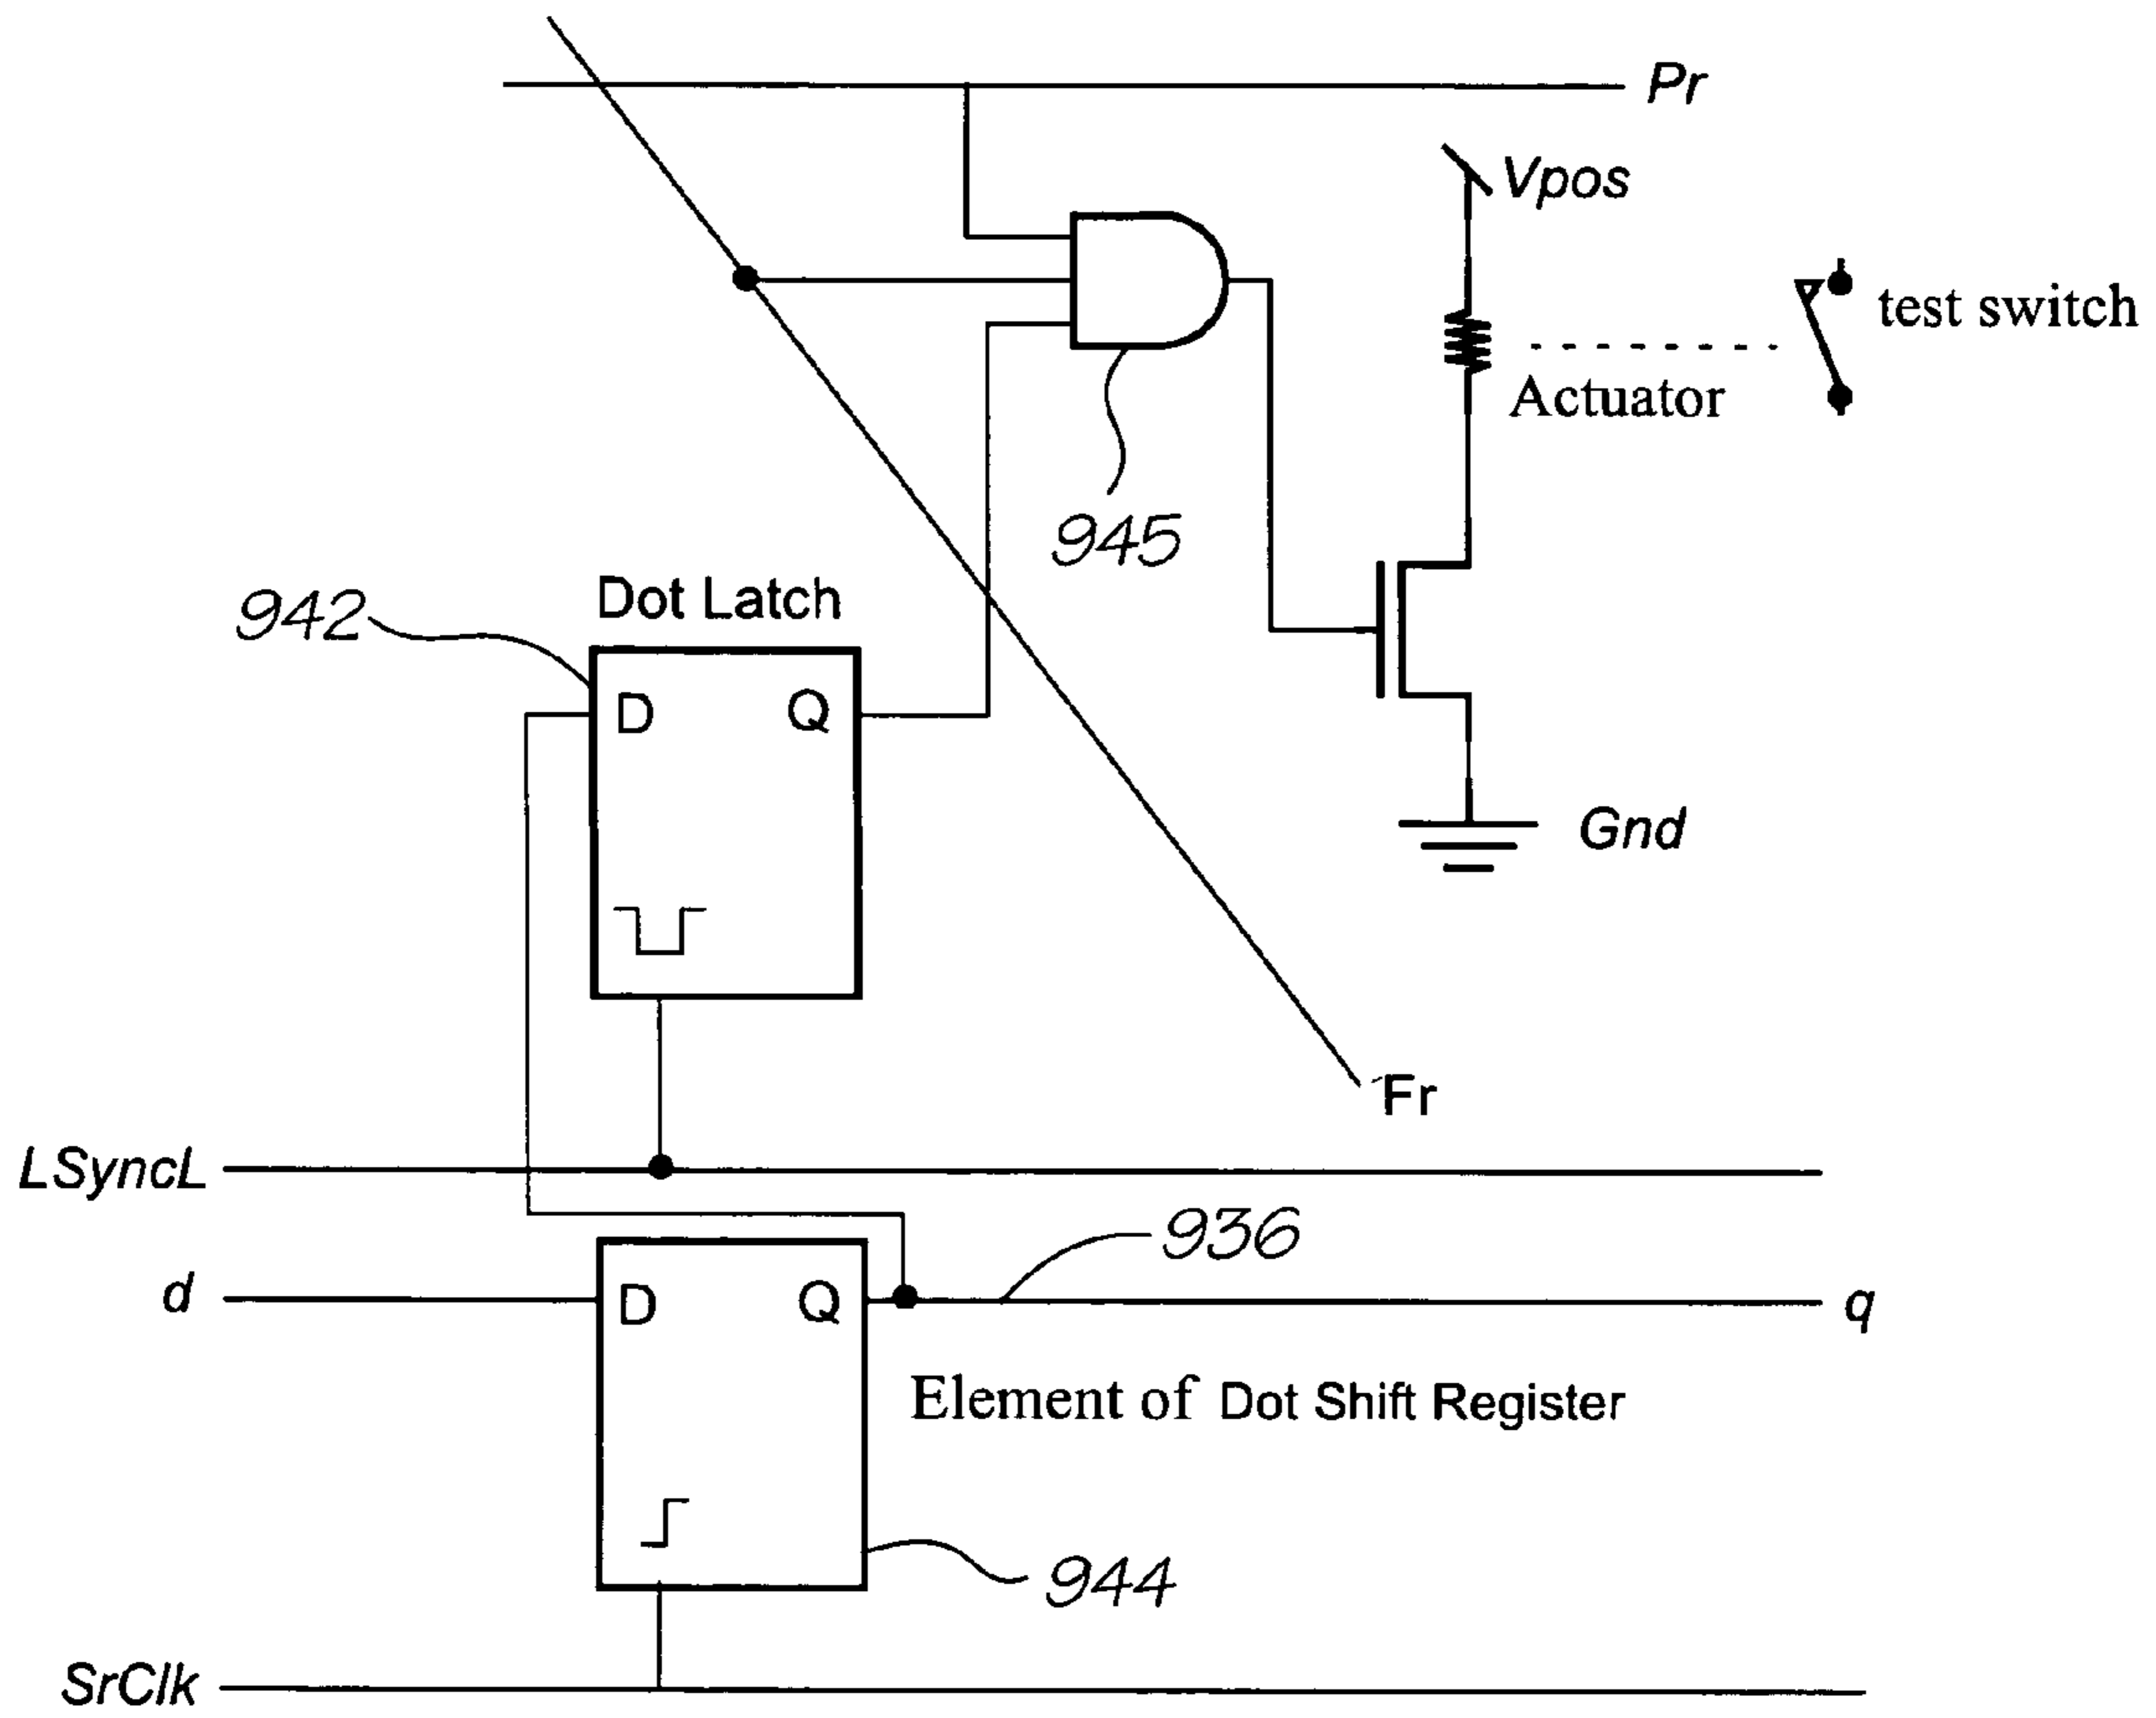 Pr
Vpos
test switch
Actuator
945
942
Dot Latch
D
Q
Gnd
Fr
LSyncL
936
d
D
Q
q
Element of Dot Shift Register
944
SrClk